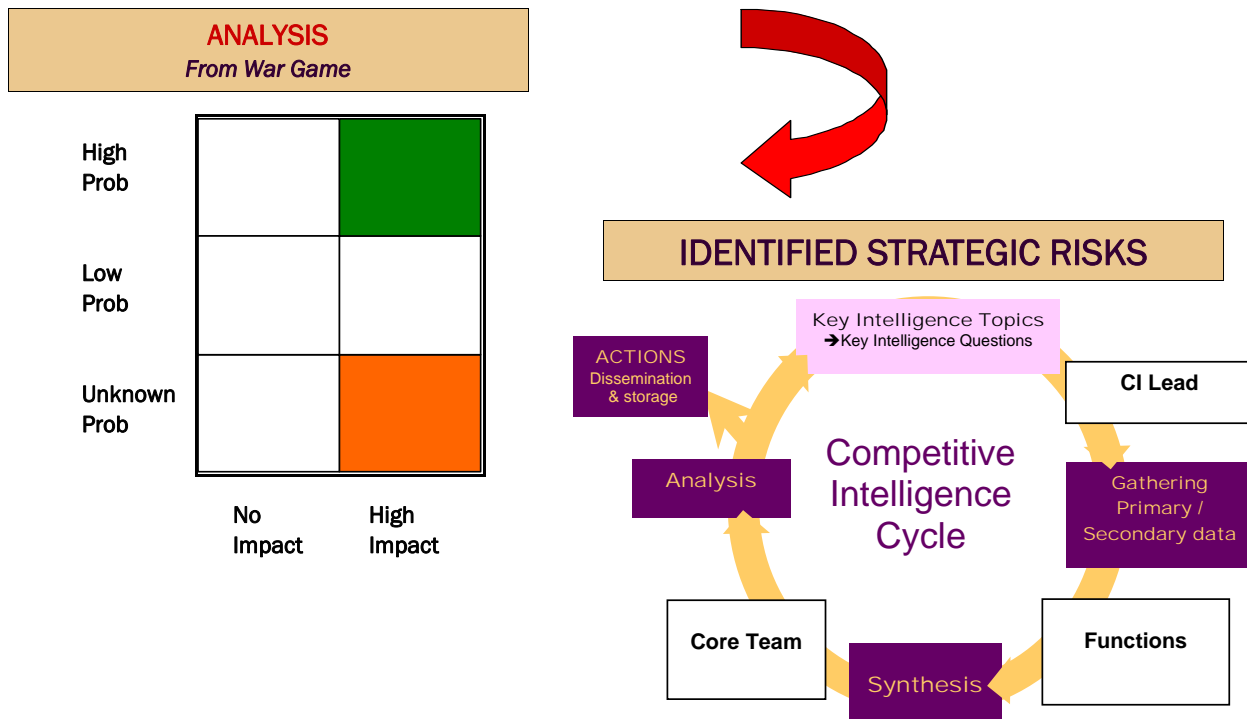 ANALYSIS
From War Game
High
Prob
Low
Prob
Unknown
Prob
No
Impact
High
Impact
IDENTIFIED STRATEGIC RISKS
Key Intelligence Topics
➔Key Intelligence Questions
ACTIONS
Dissemination
& storage
CI Lead
Competitive
Intelligence
Cycle
Analysis
Gathering
Primary /
Secondary data
Core Team
Functions
Synthesis